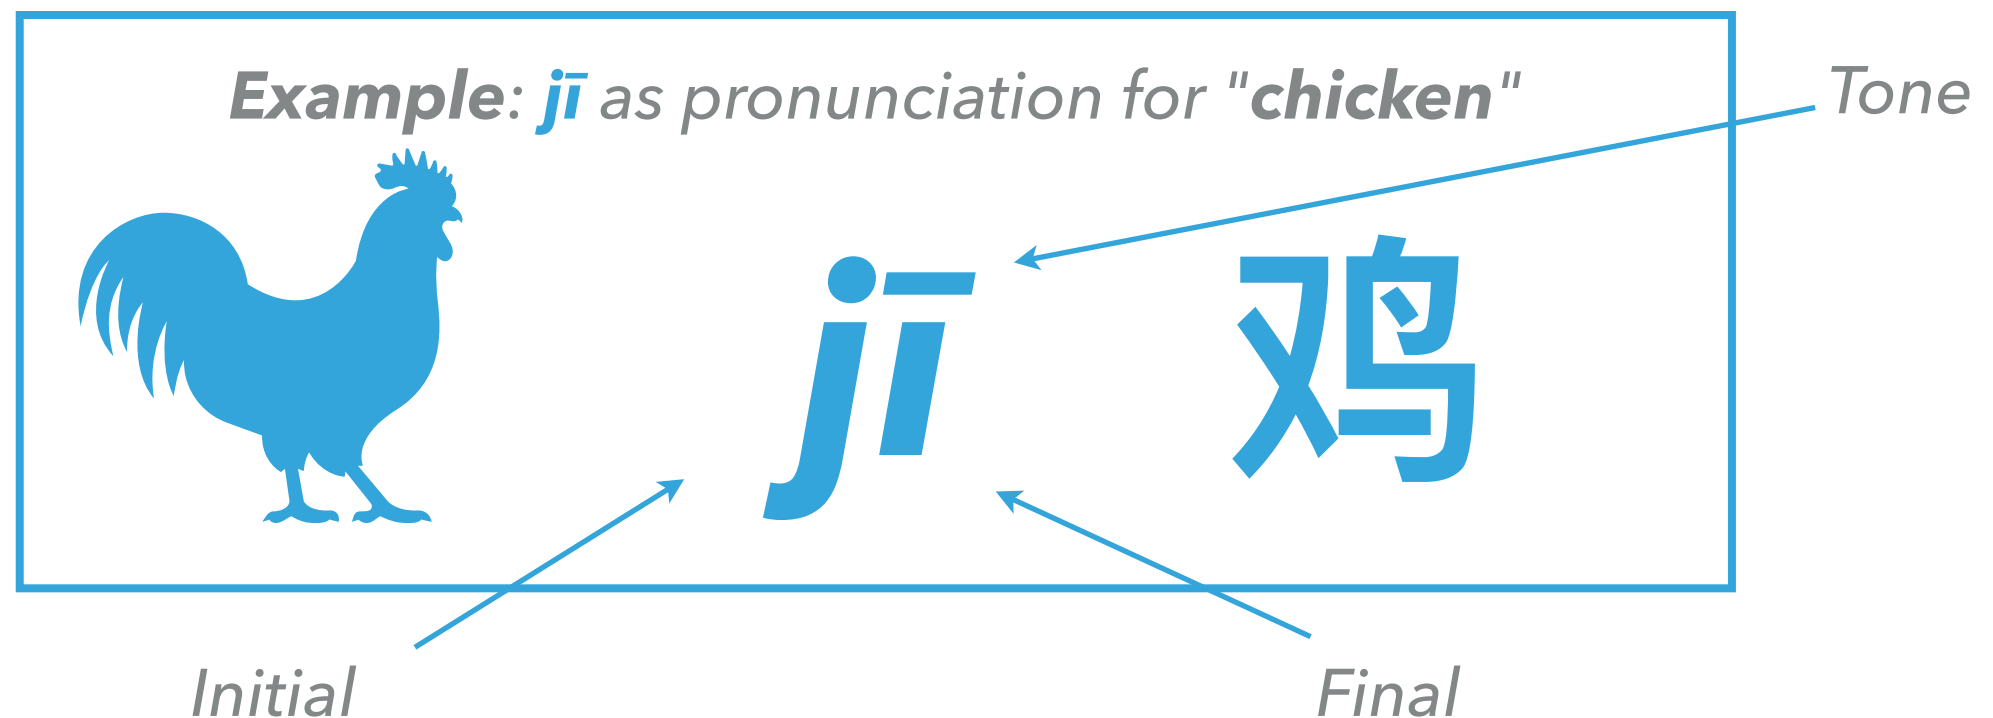 Example: jī as pronunciation for "chicken"
Tone
jī 鸡
Initial
Final